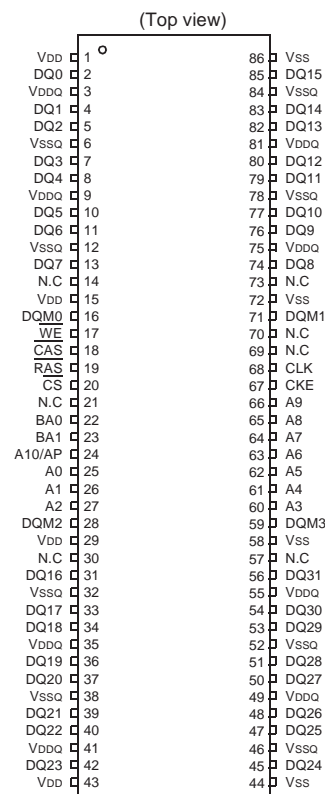 (Top view)
VDD 1 86 VSS
DQ0 2 85 DQ15
VDDQ 3 84 VSSQ
DQ1 4 83 DQ14
DQ2 5 82 DQ13
VSSQ 6 81 VDDQ
DQ3 7 80 DQ12
DQ4 8 79 DQ11
VDDQ 9 78 VSSQ
DQ5 10 77 DQ10
DQ6 11 76 DQ9
VSSQ 12 75 VDDQ
DQ7 13 74 DQ8
N.C 14 73 N.C
VDD 15 72 VSS
DQM0 16 71 DQM1
WE 17 70 N.C
CAS 18 69 N.C
RAS 19 68 CLK
CS 20 67 CKE
N.C 21 66 A9
BA0 22 65 A8
BA1 23 64 A7
A10/AP 24 63 A6
A0 25 62 A5
A1 26 61 A4
A2 27 60 A3
DQM2 28 59 DQM3
VDD 29 58 VSS
N.C 30 57 N.C
DQ16 31 56 DQ31
VSSQ 32 55 VDDQ
DQ17 33 54 DQ30
DQ18 34 53 DQ29
VDDQ 35 52 VSSQ
DQ19 36 51 DQ28
DQ20 37 50 DQ27
VSSQ 38 49 VDDQ
DQ21 39 48 DQ26
DQ22 40 47 DQ25
VDDQ 41 46 VSSQ
DQ23 42 45 DQ24
VDD 43 44 VSS